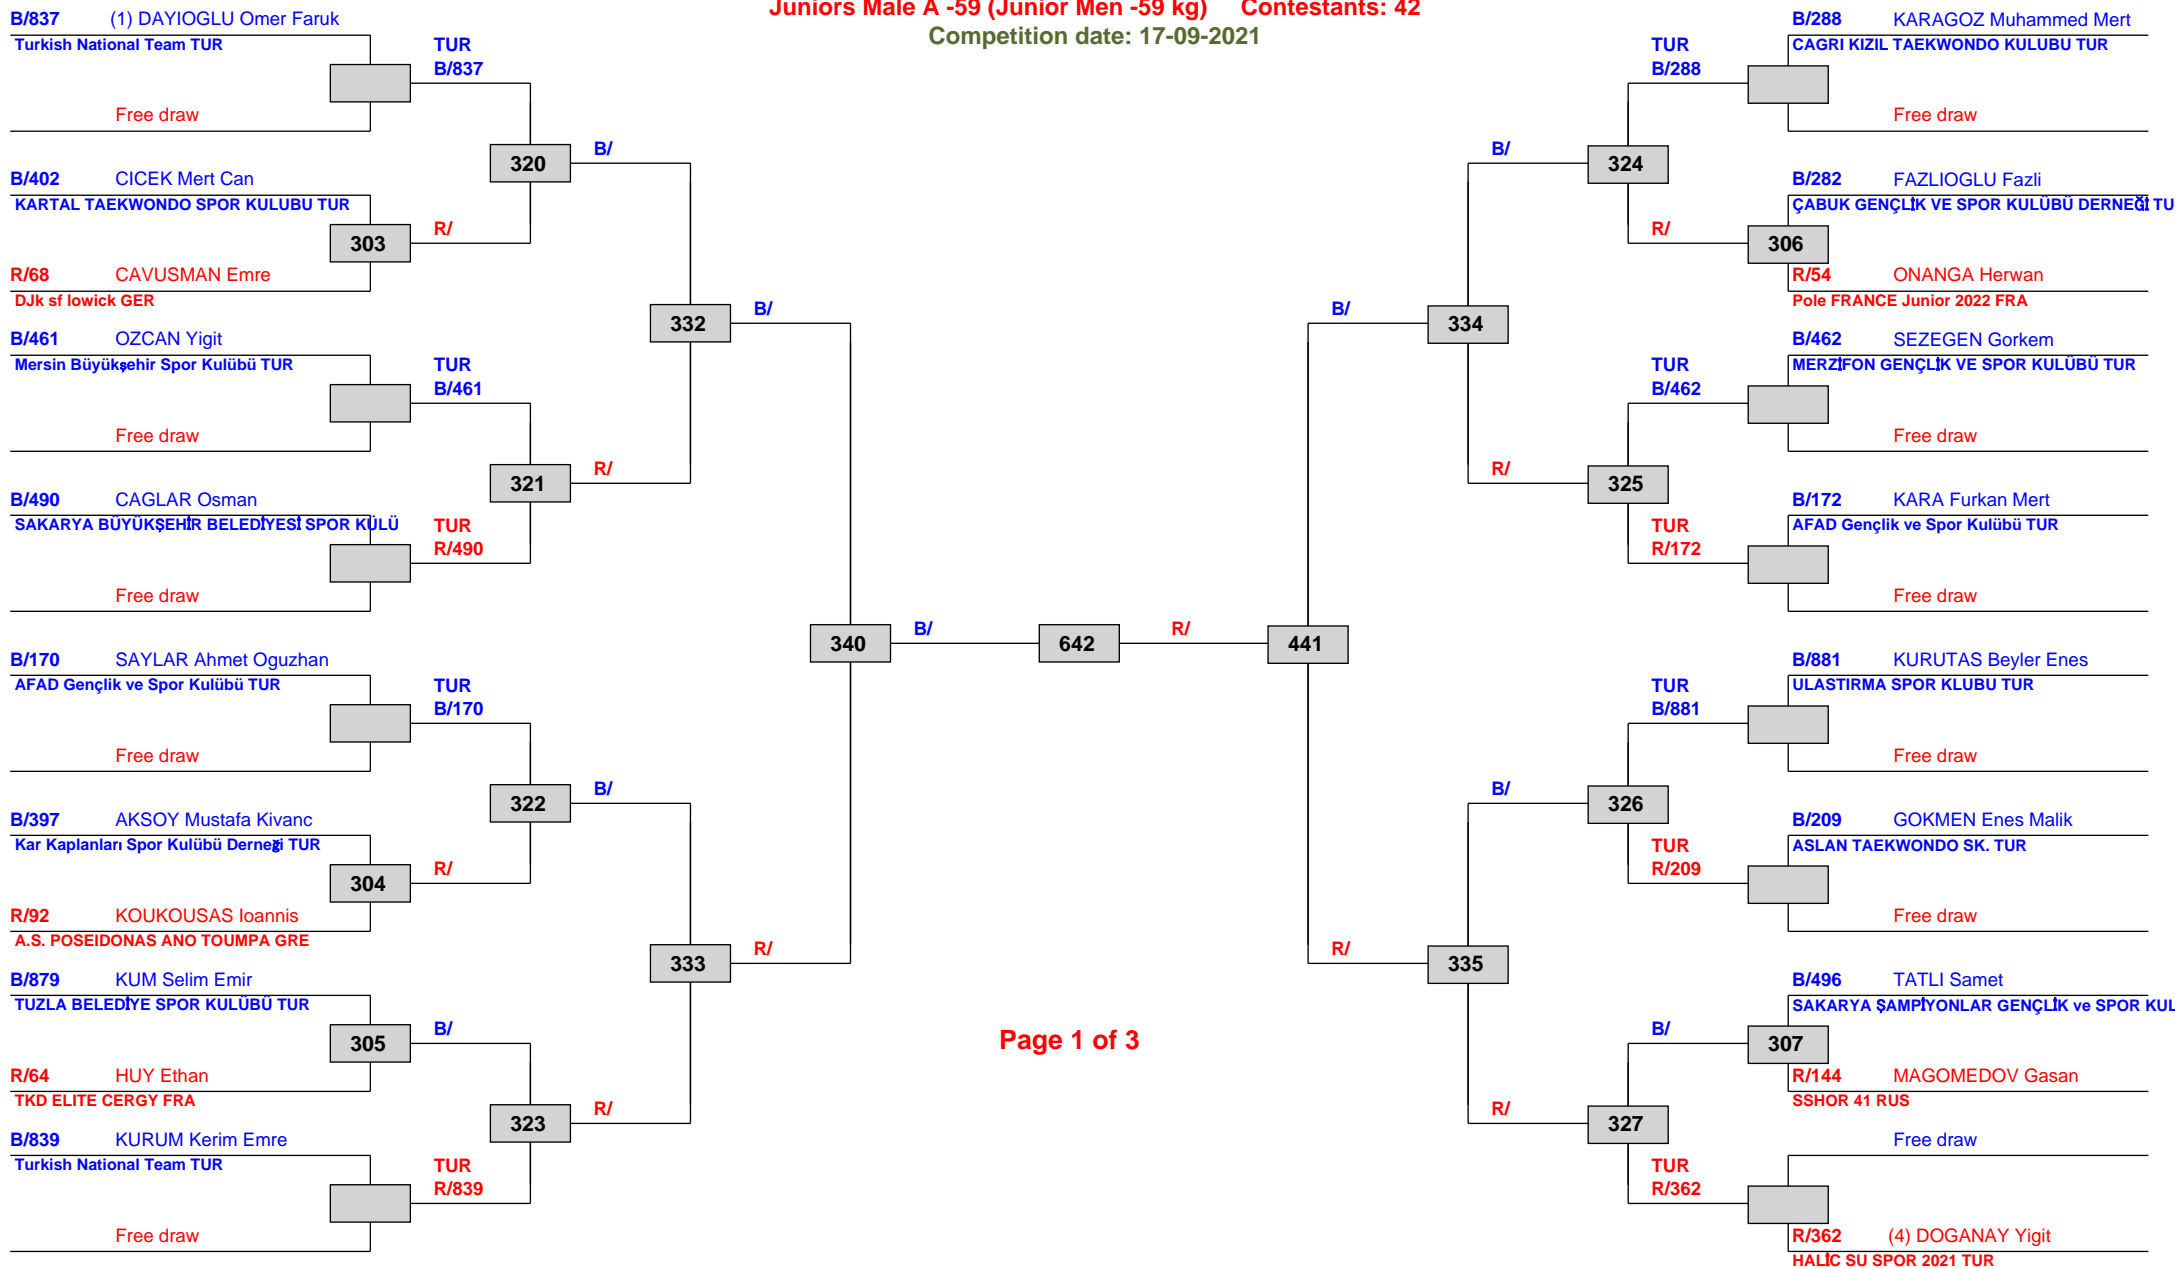 Juniors Male A -59 (Junior Men -59 kg) Contestants: 42
Competition date: 17-09-2021
B/837 (1) DAYIOGLU Omer Faruk
Turkish National Team TUR
TUR
B/837
Free draw
320
B/
B/402 CICEK Mert Can
KARTAL TAEKWONDO SPOR KULUBU TUR
303
R/
R/68 CAVUSMAN Emre
DJk sf lowick GER
332
B/
B/461 OZCAN Yigit
Mersin Büyükşehir Spor Kulübü TUR
TUR
B/461
Free draw
321
R/
B/490 CAGLAR Osman
SAKARYA BÜYÜKŞEHİR BELEDİYESİ SPOR KULÜ
TUR
R/490
Free draw
340
B/
642
R/
441
B/170 SAYLAR Ahmet Oguzhan
AFAD Gençlik ve Spor Kulübü TUR
TUR
B/170
Free draw
322
B/
B/397 AKSOY Mustafa Kivanc
Kar Kaplanları Spor Kulübü Derneği TUR
304
R/
R/92 KOUKOUSAS Ioannis
A.S. POSEIDONAS ANO TOUMPA GRE
333
R/
B/879 KUM Selim Emir
TUZLA BELEDİYE SPOR KULÜBÜ TUR
305
B/
R/64 HUY Ethan
TKD ELITE CERGY FRA
323
R/
B/839 KURUM Kerim Emre
Turkish National Team TUR
TUR
R/839
Free draw
B/288 KARAGOZ Muhammed Mert
CAGRI KIZIL TAEKWONDO KULUBU TUR
TUR
B/288
Free draw
B/
324
B/282 FAZLIOGLU Fazli
ÇABUK GENÇLİK VE SPOR KULÜBÜ DERNEĞİ TU
R/
306
R/54 ONANGA Herwan
Pole FRANCE Junior 2022 FRA
B/
334
B/462 SEZEGEN Gorkem
MERZİFON GENÇLİK VE SPOR KULÜBÜ TUR
TUR
B/462
Free draw
R/
325
B/172 KARA Furkan Mert
AFAD Gençlik ve Spor Kulübü TUR
TUR
R/172
Free draw
B/881 KURUTAS Beyler Enes
ULASTIRMA SPOR KLUBU TUR
TUR
B/881
Free draw
B/
326
B/209 GOKMEN Enes Malik
ASLAN TAEKWONDO SK. TUR
TUR
R/209
Free draw
R/
335
B/496 TATLI Samet
SAKARYA ŞAMPİYONLAR GENÇLİK ve SPOR KUL
B/
307
R/144 MAGOMEDOV Gasan
SSHOR 41 RUS
R/
327
Free draw
TUR
R/362
R/362 (4) DOGANAY Yigit
HALİC SU SPOR 2021 TUR
Page 1 of 3